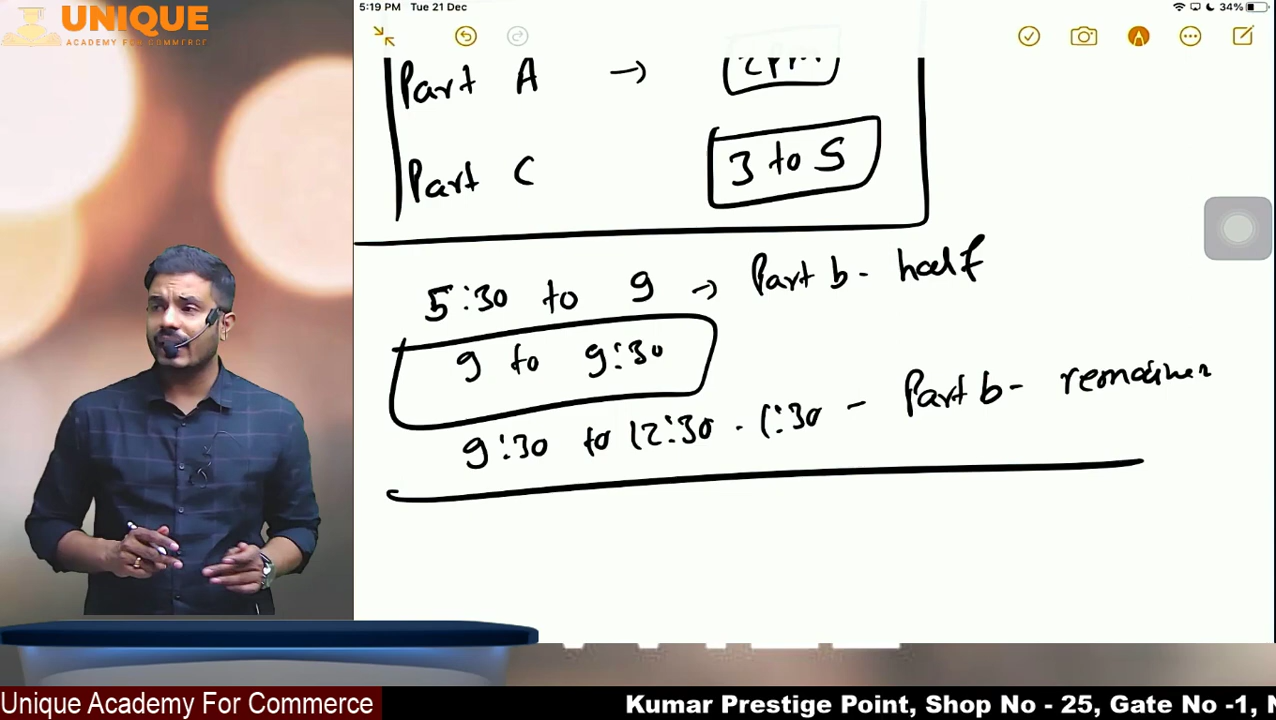 UNIQUE
ACADEMY FOR COMMERCE
5:19 PM Tue 21 Dec
34%
Part A → 2pm
Part C 3 to 5
5:30 to 9 → Part b - half
9 to 9:30
9:30 to 12:30 - 1:30 - Part b -
Unique Academy For Commerce
Kumar Prestige Point, Shop No - 25, Gate No -1, N